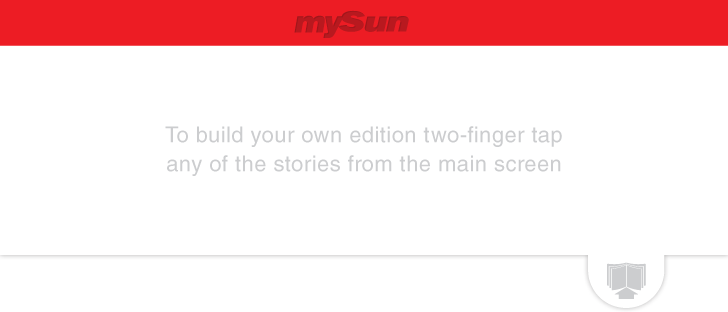 mySun
To build your own edition two-finger tap
any of the stories from the main screen